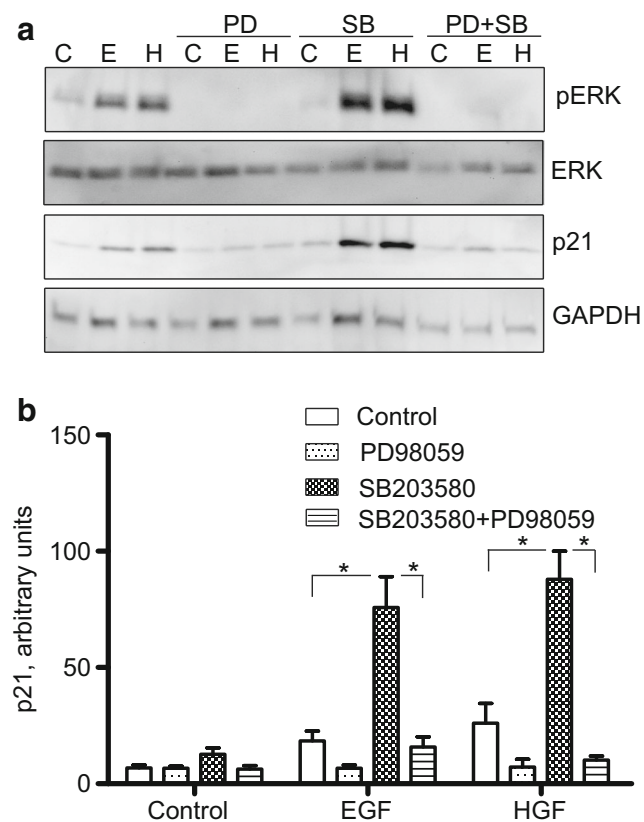 a
PD SB PD+SB
C E H C E H C E H C E H
pERK
ERK
p21
GAPDH
b
Control
PD98059
SB203580
SB203580+PD98059
150
100
50
0
p21, arbitrary units
* * * *
Control EGF HGF